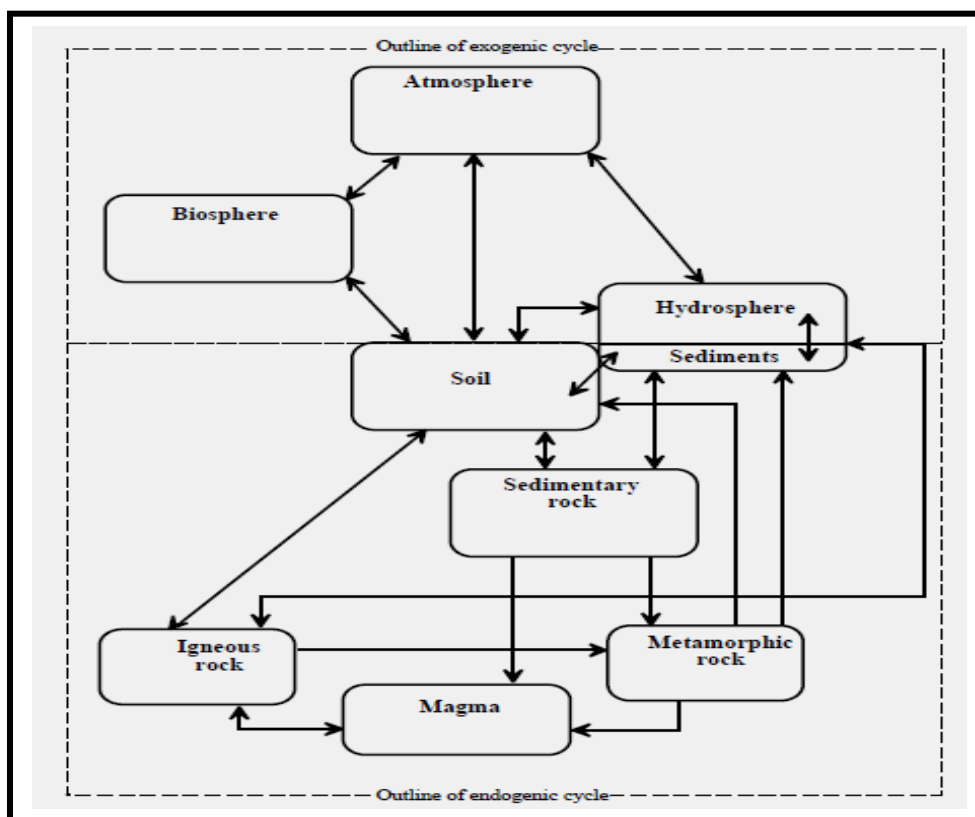 Outline of exogenic cycle
Atmosphere
Biosphere
Hydrosphere
Sediments
Soil
Sedimentary
rock
Igneous
rock
Metamorphic
rock
Magma
Outline of endogenic cycle